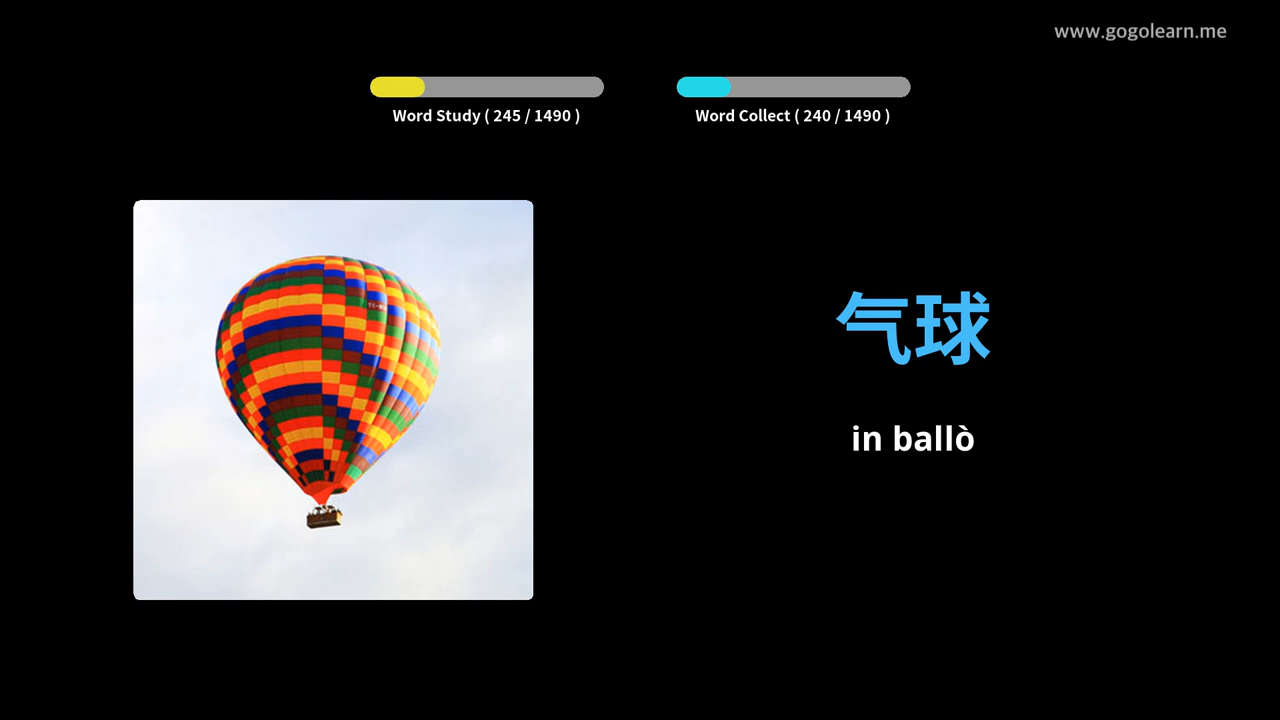 www.gogolearn.me
Word Study ( 245 / 1490 )
Word Collect ( 240 / 1490 )
气球
in ballò